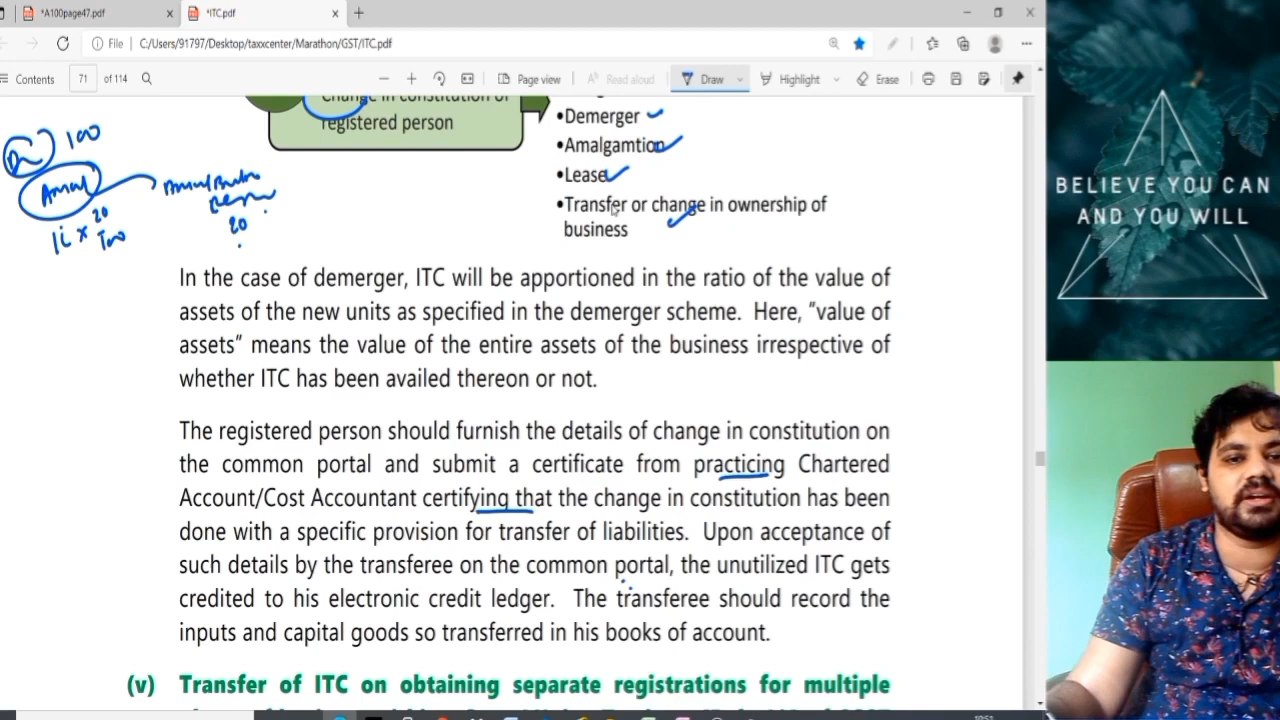 *A100page47.pdf
*ITC.pdf
File
C:/Users/91797/Desktop/taxxcenter/Marathon/GST/ITC.pdf
Contents
71
of 114
Page view
Read aloud
Draw
Highlight
Erase
Change in constitution of
registered person
•Demerger
•Amalgamtion
•Lease
•Transfer or change in ownership of
business
100
Amul
20
20
In the case of demerger, ITC will be apportioned in the ratio of the value of
assets of the new units as specified in the demerger scheme. Here, "value of
assets" means the value of the entire assets of the business irrespective of
whether ITC has been availed thereon or not.
The registered person should furnish the details of change in constitution on
the common portal and submit a certificate from practicing Chartered
Account/Cost Accountant certifying that the change in constitution has been
done with a specific provision for transfer of liabilities. Upon acceptance of
such details by the transferee on the common portal, the unutilized ITC gets
credited to his electronic credit ledger. The transferee should record the
inputs and capital goods so transferred in his books of account.
(v) Transfer of ITC on obtaining separate registrations for multiple
BELIEVE YOU CAN
AND YOU WILL